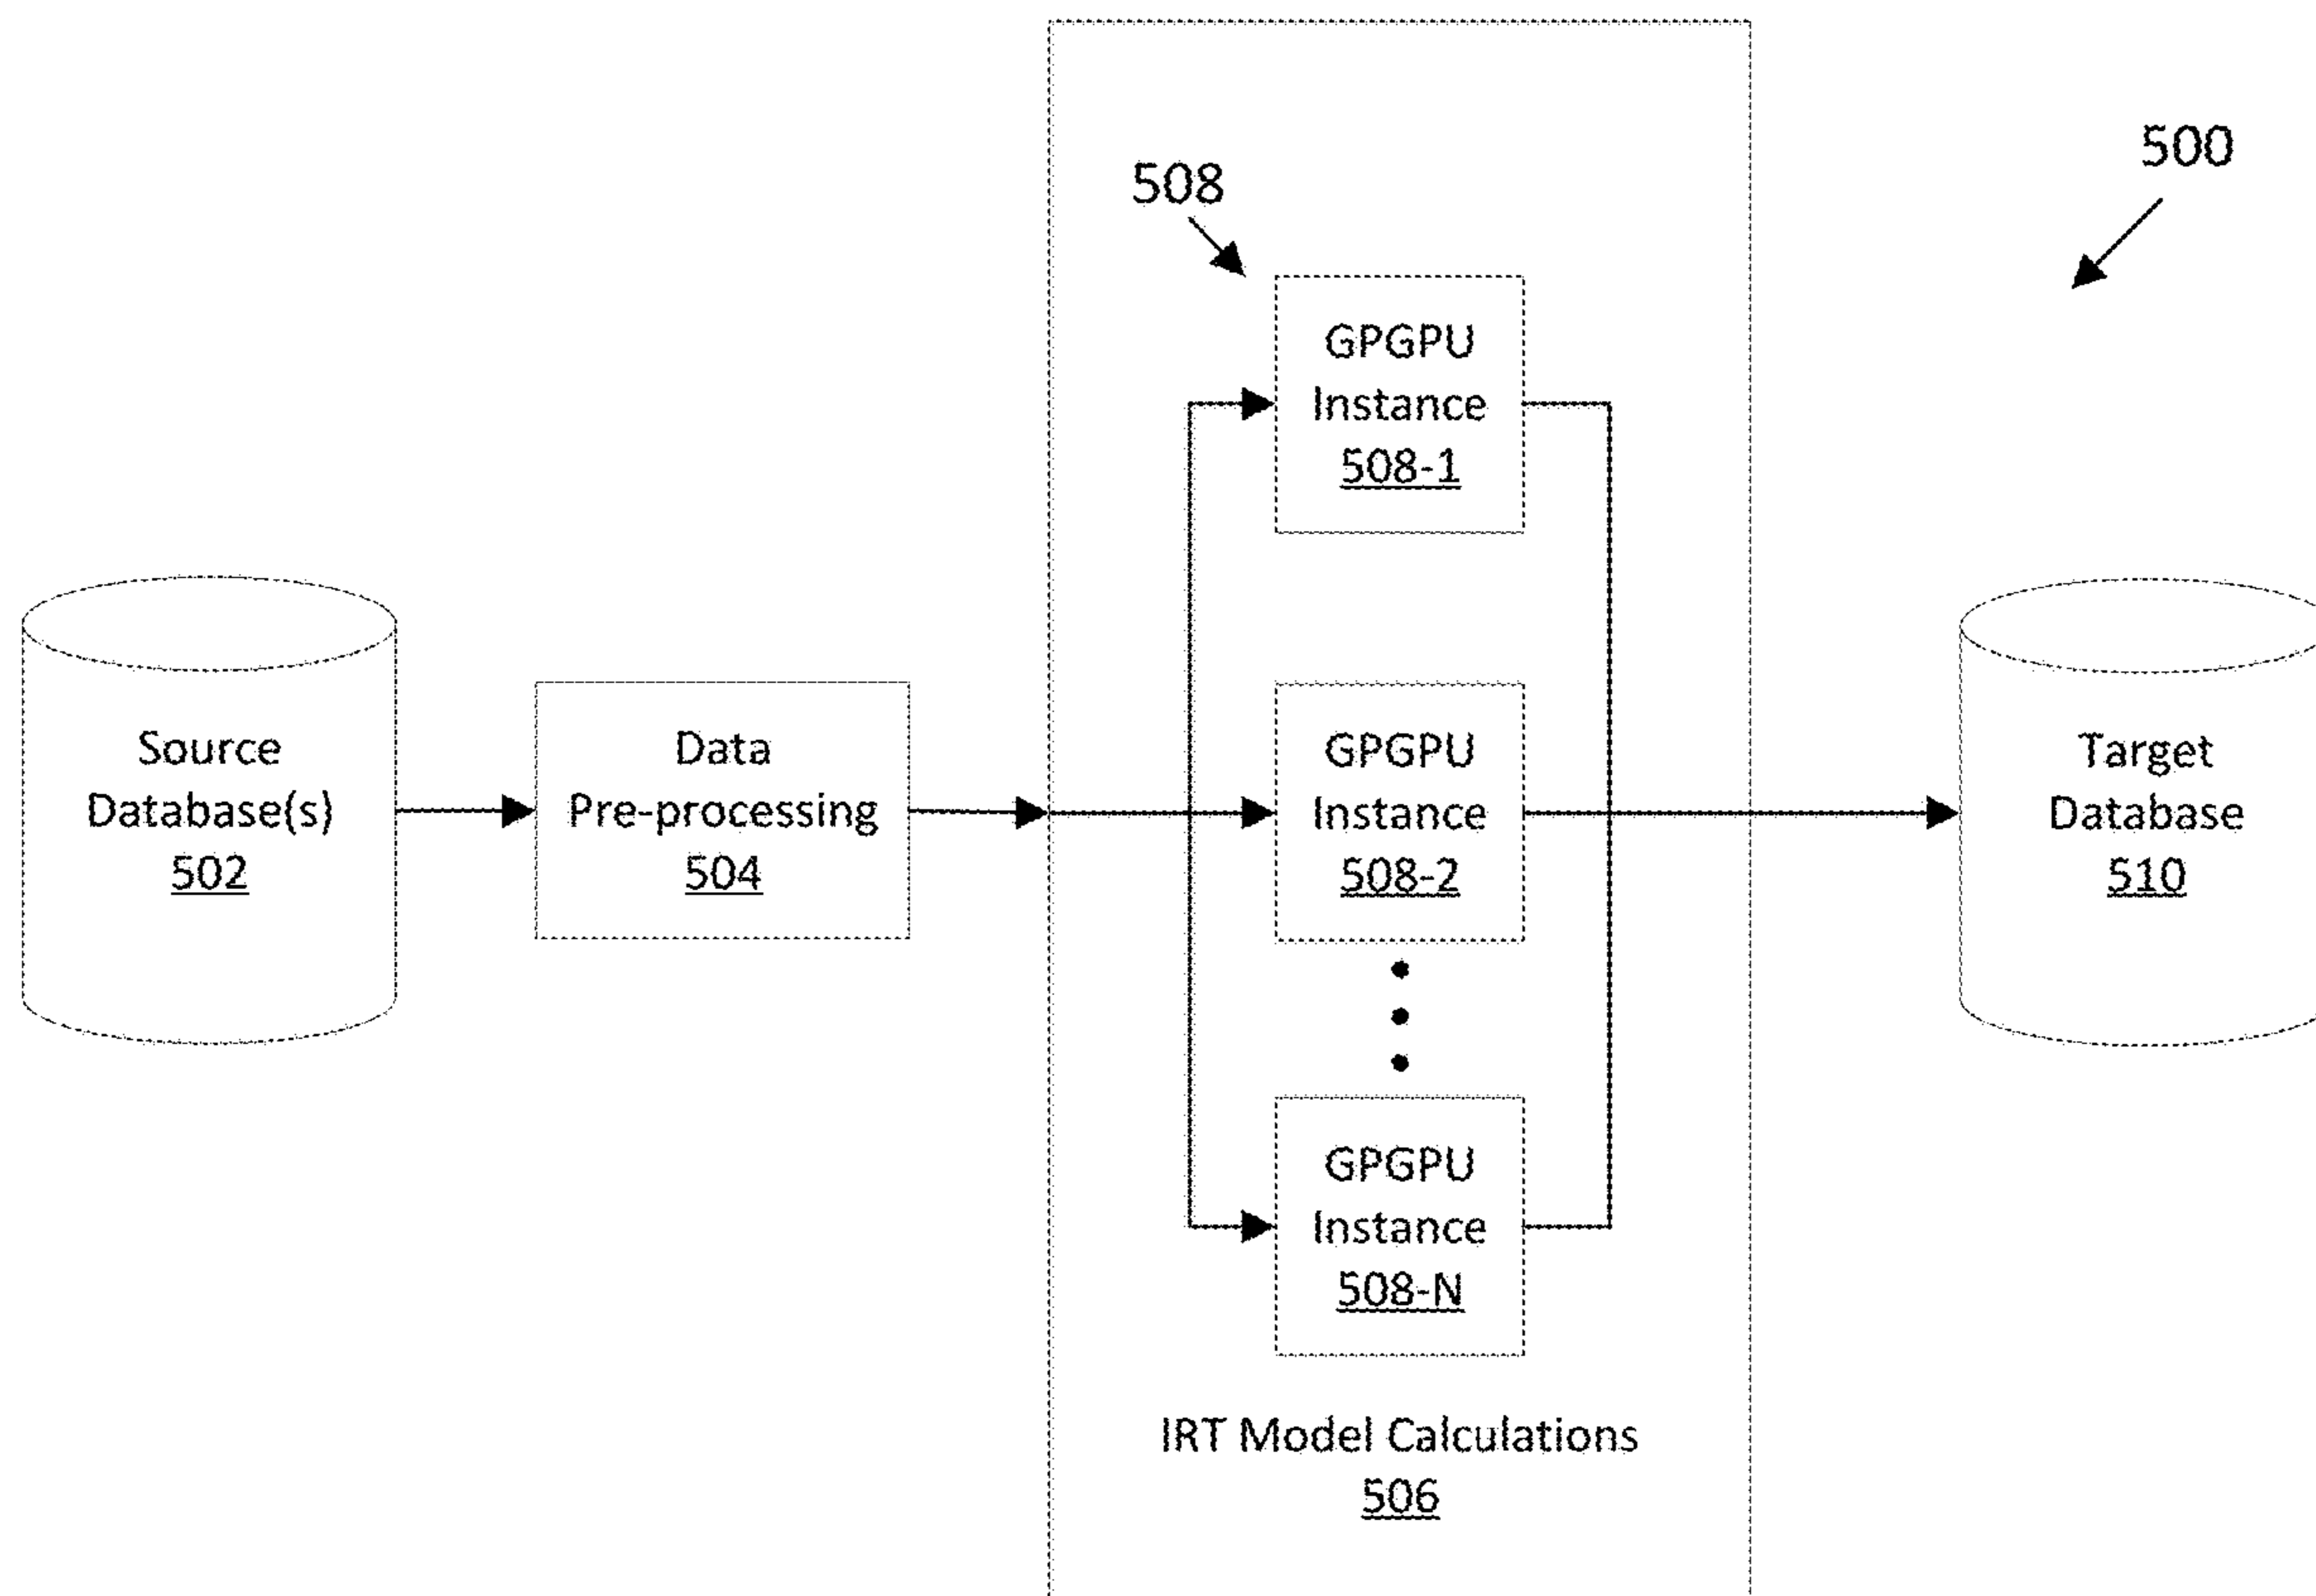 500
508
GPGPU
Instance
508-1
Source
Database(s)
502
Data
Pre-processing
504
GPGPU
Instance
508-2
Target
Database
510
GPGPU
Instance
508-N
IRT Model Calculations
506